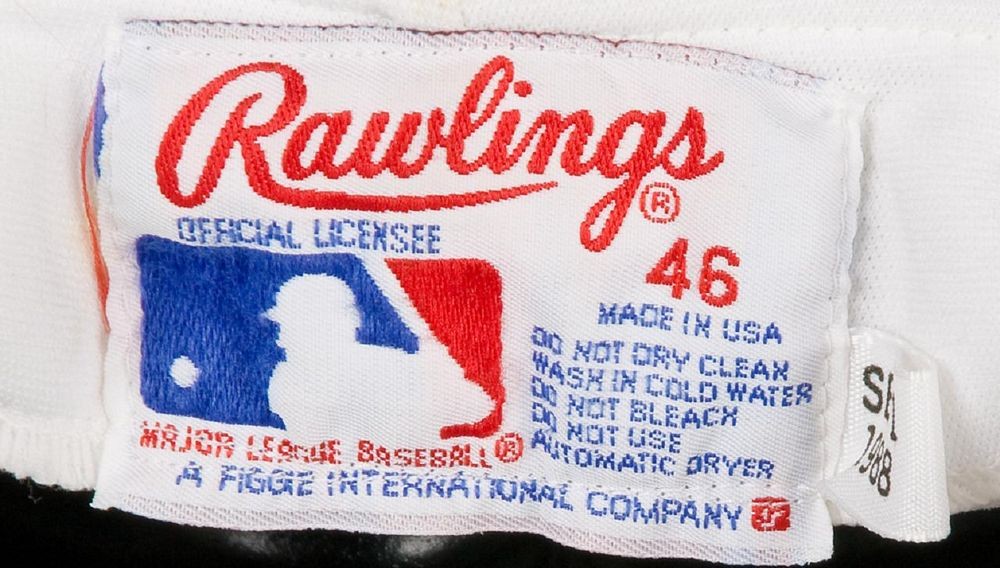 Rawlings®
OFFICIAL LICENSEE
46
MADE IN USA
DO NOT DRY CLEAN
WASH IN COLD WATER
DO NOT BLEACH
DO NOT USE
AUTOMATIC DRYER
MAJOR LEAGUE BASEBALL®
A FIGGIE INTERNATIONAL COMPANY
1988